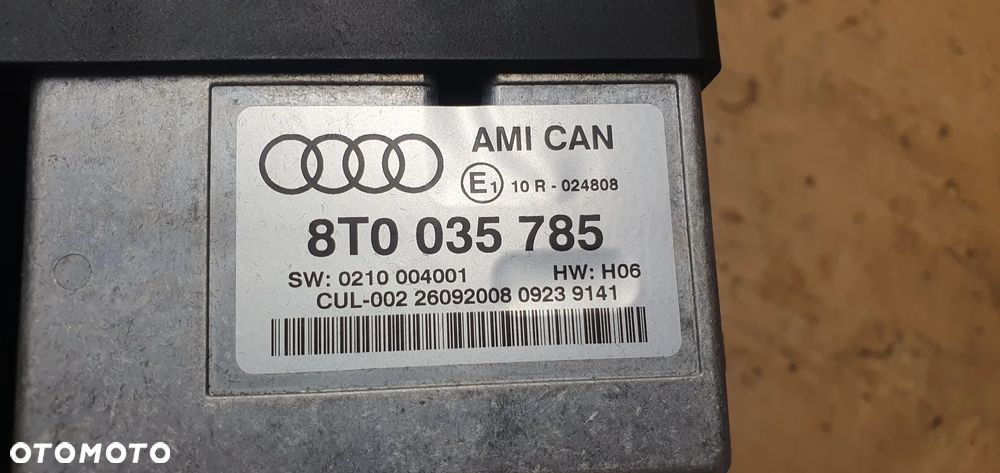 AMI CAN
E1 10 R - 024808
8T0 035 785
SW: 0210 004001 HW: H06
CUL-002 26092008 0923 9141
OTOMOTO